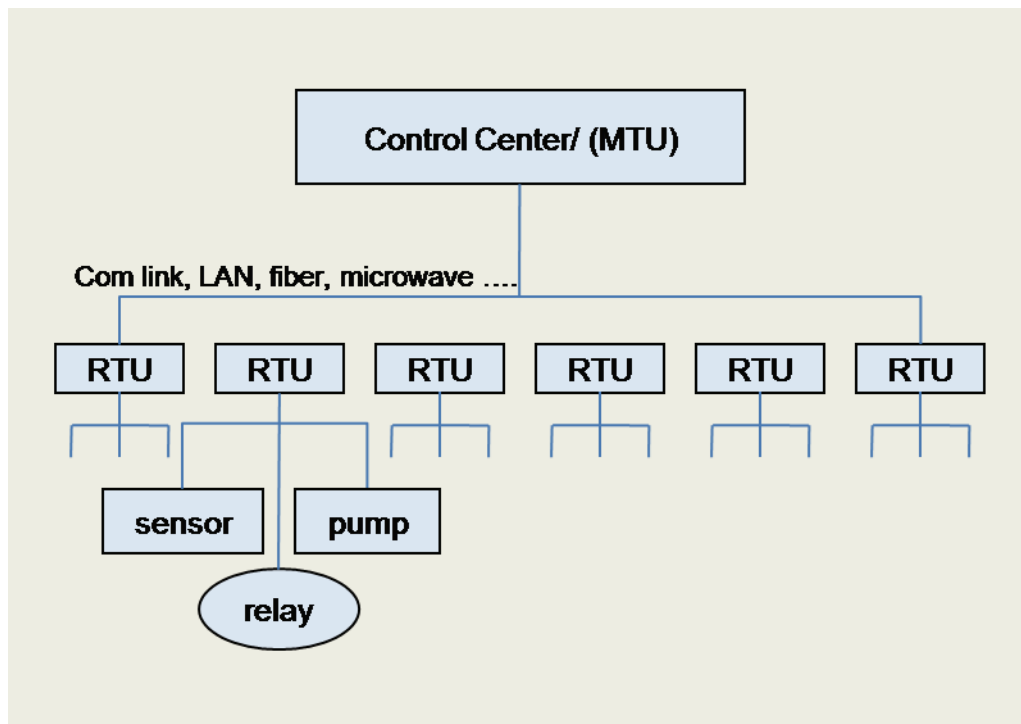 Control Center/ (MTU)
Com link, LAN, fiber, microwave ....
RTU RTU RTU RTU RTU RTU
sensor pump
relay